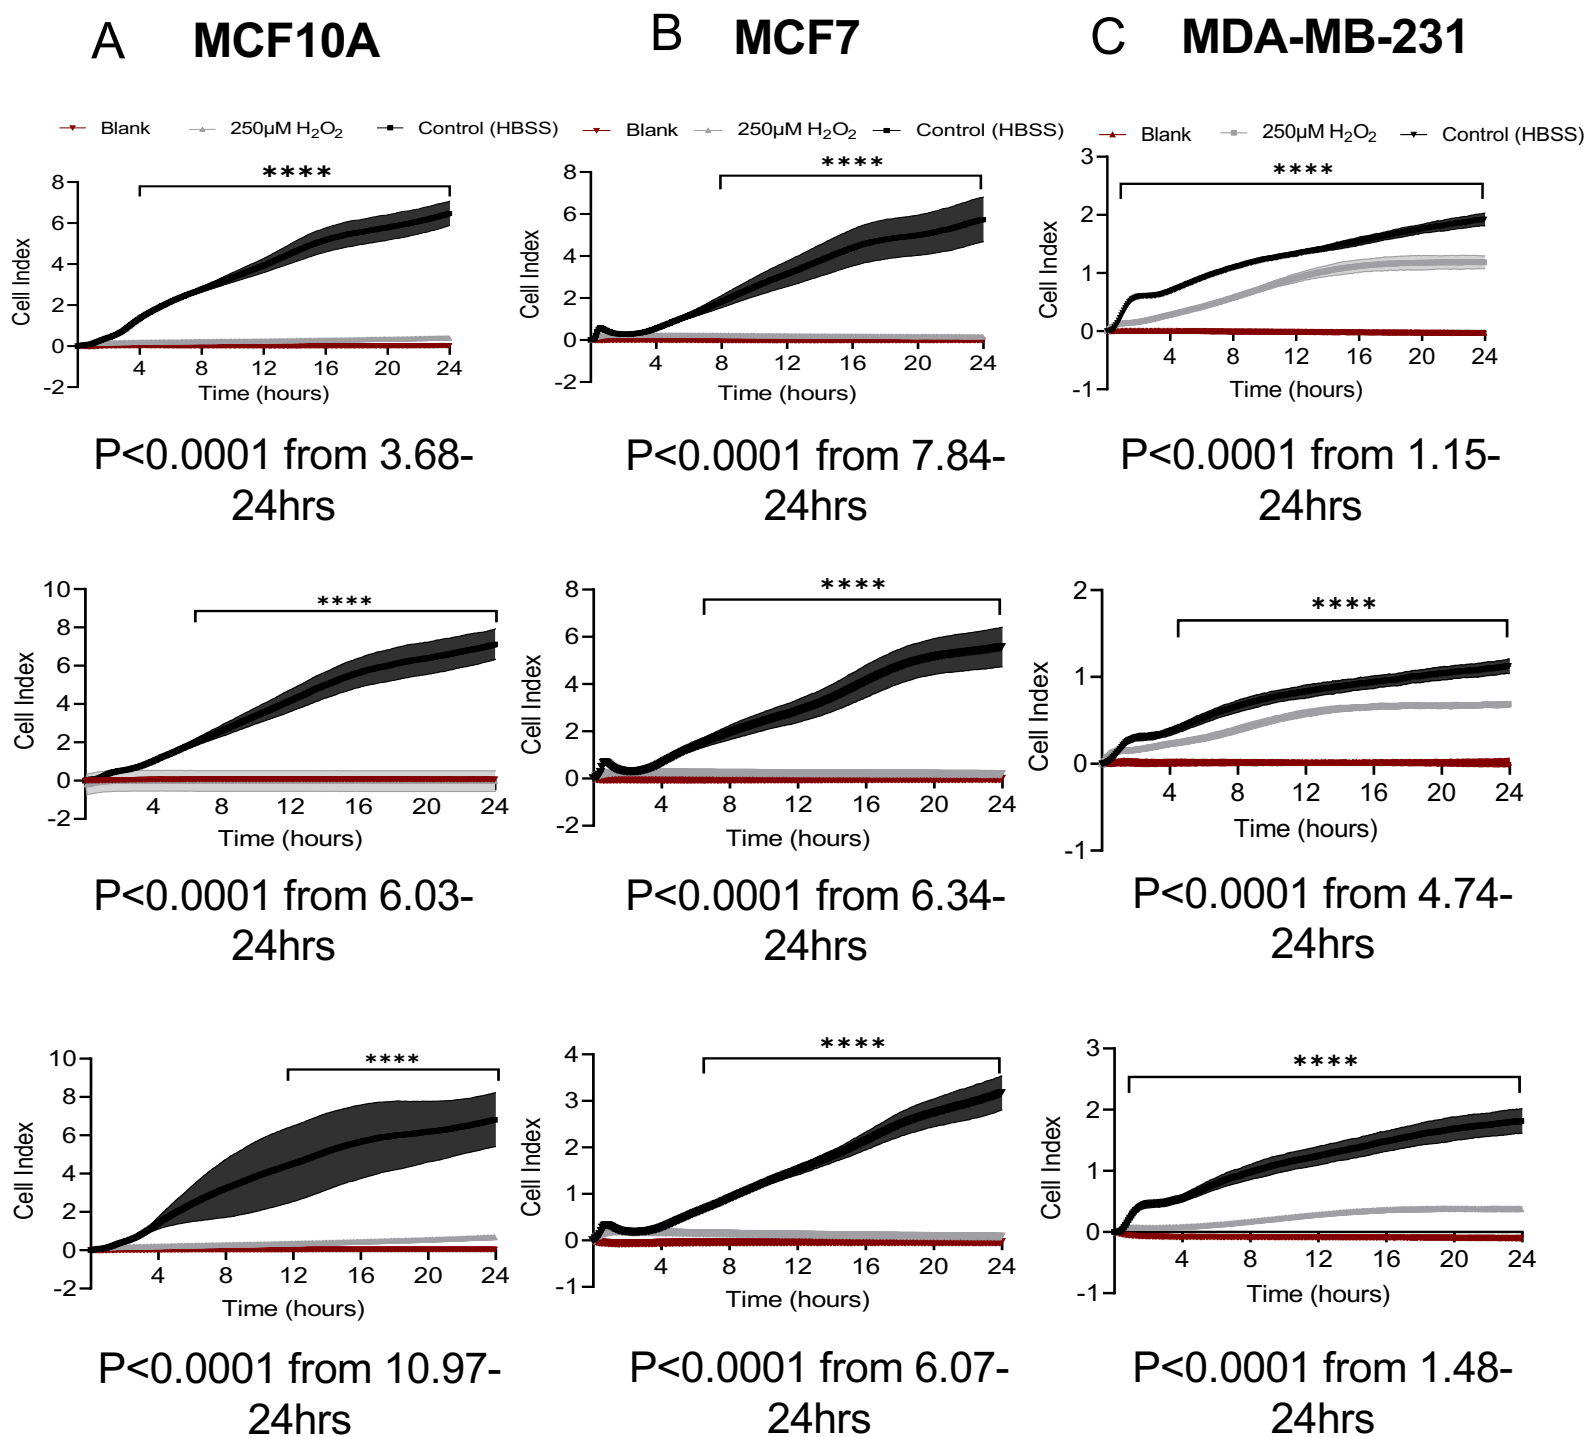 A MCF10A B MCF7 C MDA-MB-231
Blank 250µM H₂O₂ Control (HBSS) Blank 250µM H₂O₂ Control (HBSS) Blank 250µM H₂O₂ Control (HBSS)
****
8
6
4
2
0
-2
Cell Index
4 8 12 16 20 24
Time (hours)
P<0.0001 from 3.68-
24hrs
****
8
6
4
2
0
-2
Cell Index
4 8 12 16 20 24
Time (hours)
P<0.0001 from 7.84-
24hrs
****
3
2
1
0
-1
Cell Index
4 8 12 16 20 24
Time (hours)
P<0.0001 from 1.15-
24hrs
****
10
8
6
4
2
0
-2
Cell Index
4 8 12 16 20 24
Time (hours)
P<0.0001 from 6.03-
24hrs
****
8
6
4
2
0
-2
Cell Index
4 8 12 16 20 24
Time (hours)
P<0.0001 from 6.34-
24hrs
****
2
1
0
-1
Cell Index
4 8 12 16 20 24
Time (hours)
P<0.0001 from 4.74-
24hrs
****
10
8
6
4
2
0
-2
Cell Index
4 8 12 16 20 24
Time (hours)
P<0.0001 from 10.97-
24hrs
****
4
3
2
1
0
-1
Cell Index
4 8 12 16 20 24
Time (hours)
P<0.0001 from 6.07-
24hrs
****
3
2
1
0
-1
Cell Index
4 8 12 16 20 24
Time (hours)
P<0.0001 from 1.48-
24hrs